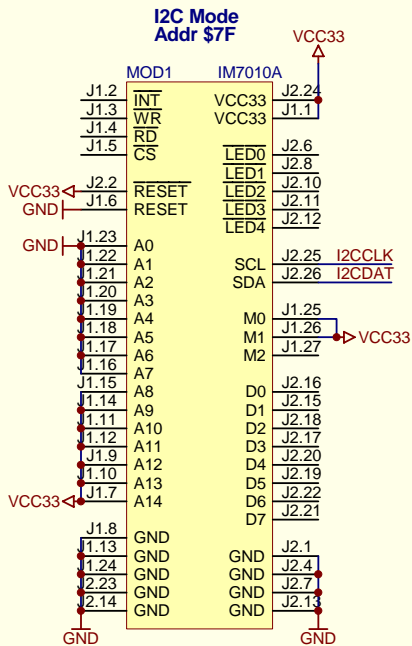 I2C Mode
Addr $7F
VCC33
MOD1 IM7010A
J1.2 INT VCC33 J2.24
J1.3 WR VCC33 J1.1
J1.4 RD
J1.5 CS LED0 J2.6
LED1 J2.8
VCC33 J2.2 RESET LED2 J2.10
GND J1.6 RESET LED3 J2.11
LED4 J2.12
GND J1.23 A0
J1.22 A1 SCL J2.25 I2CCLK
J1.21 A2 SDA J2.26 I2CDAT
J1.20 A3
J1.19 A4 M0 J1.25
J1.18 A5 M1 J1.26 VCC33
J1.17 A6 M2 J1.27
J1.16 A7
J1.15 A8 D0 J2.16
J1.14 A9 D1 J2.15
J1.11 A10 D2 J2.18
J1.12 A11 D3 J2.17
J1.9 A12 D4 J2.20
J1.10 A13 D5 J2.19
VCC33 J1.7 A14 D6 J2.22
D7 J2.21
J1.8 GND
J1.13 GND GND J2.1
J1.24 GND GND J2.4
J2.23 GND GND J2.7
J2.14 GND GND J2.13
GND GND